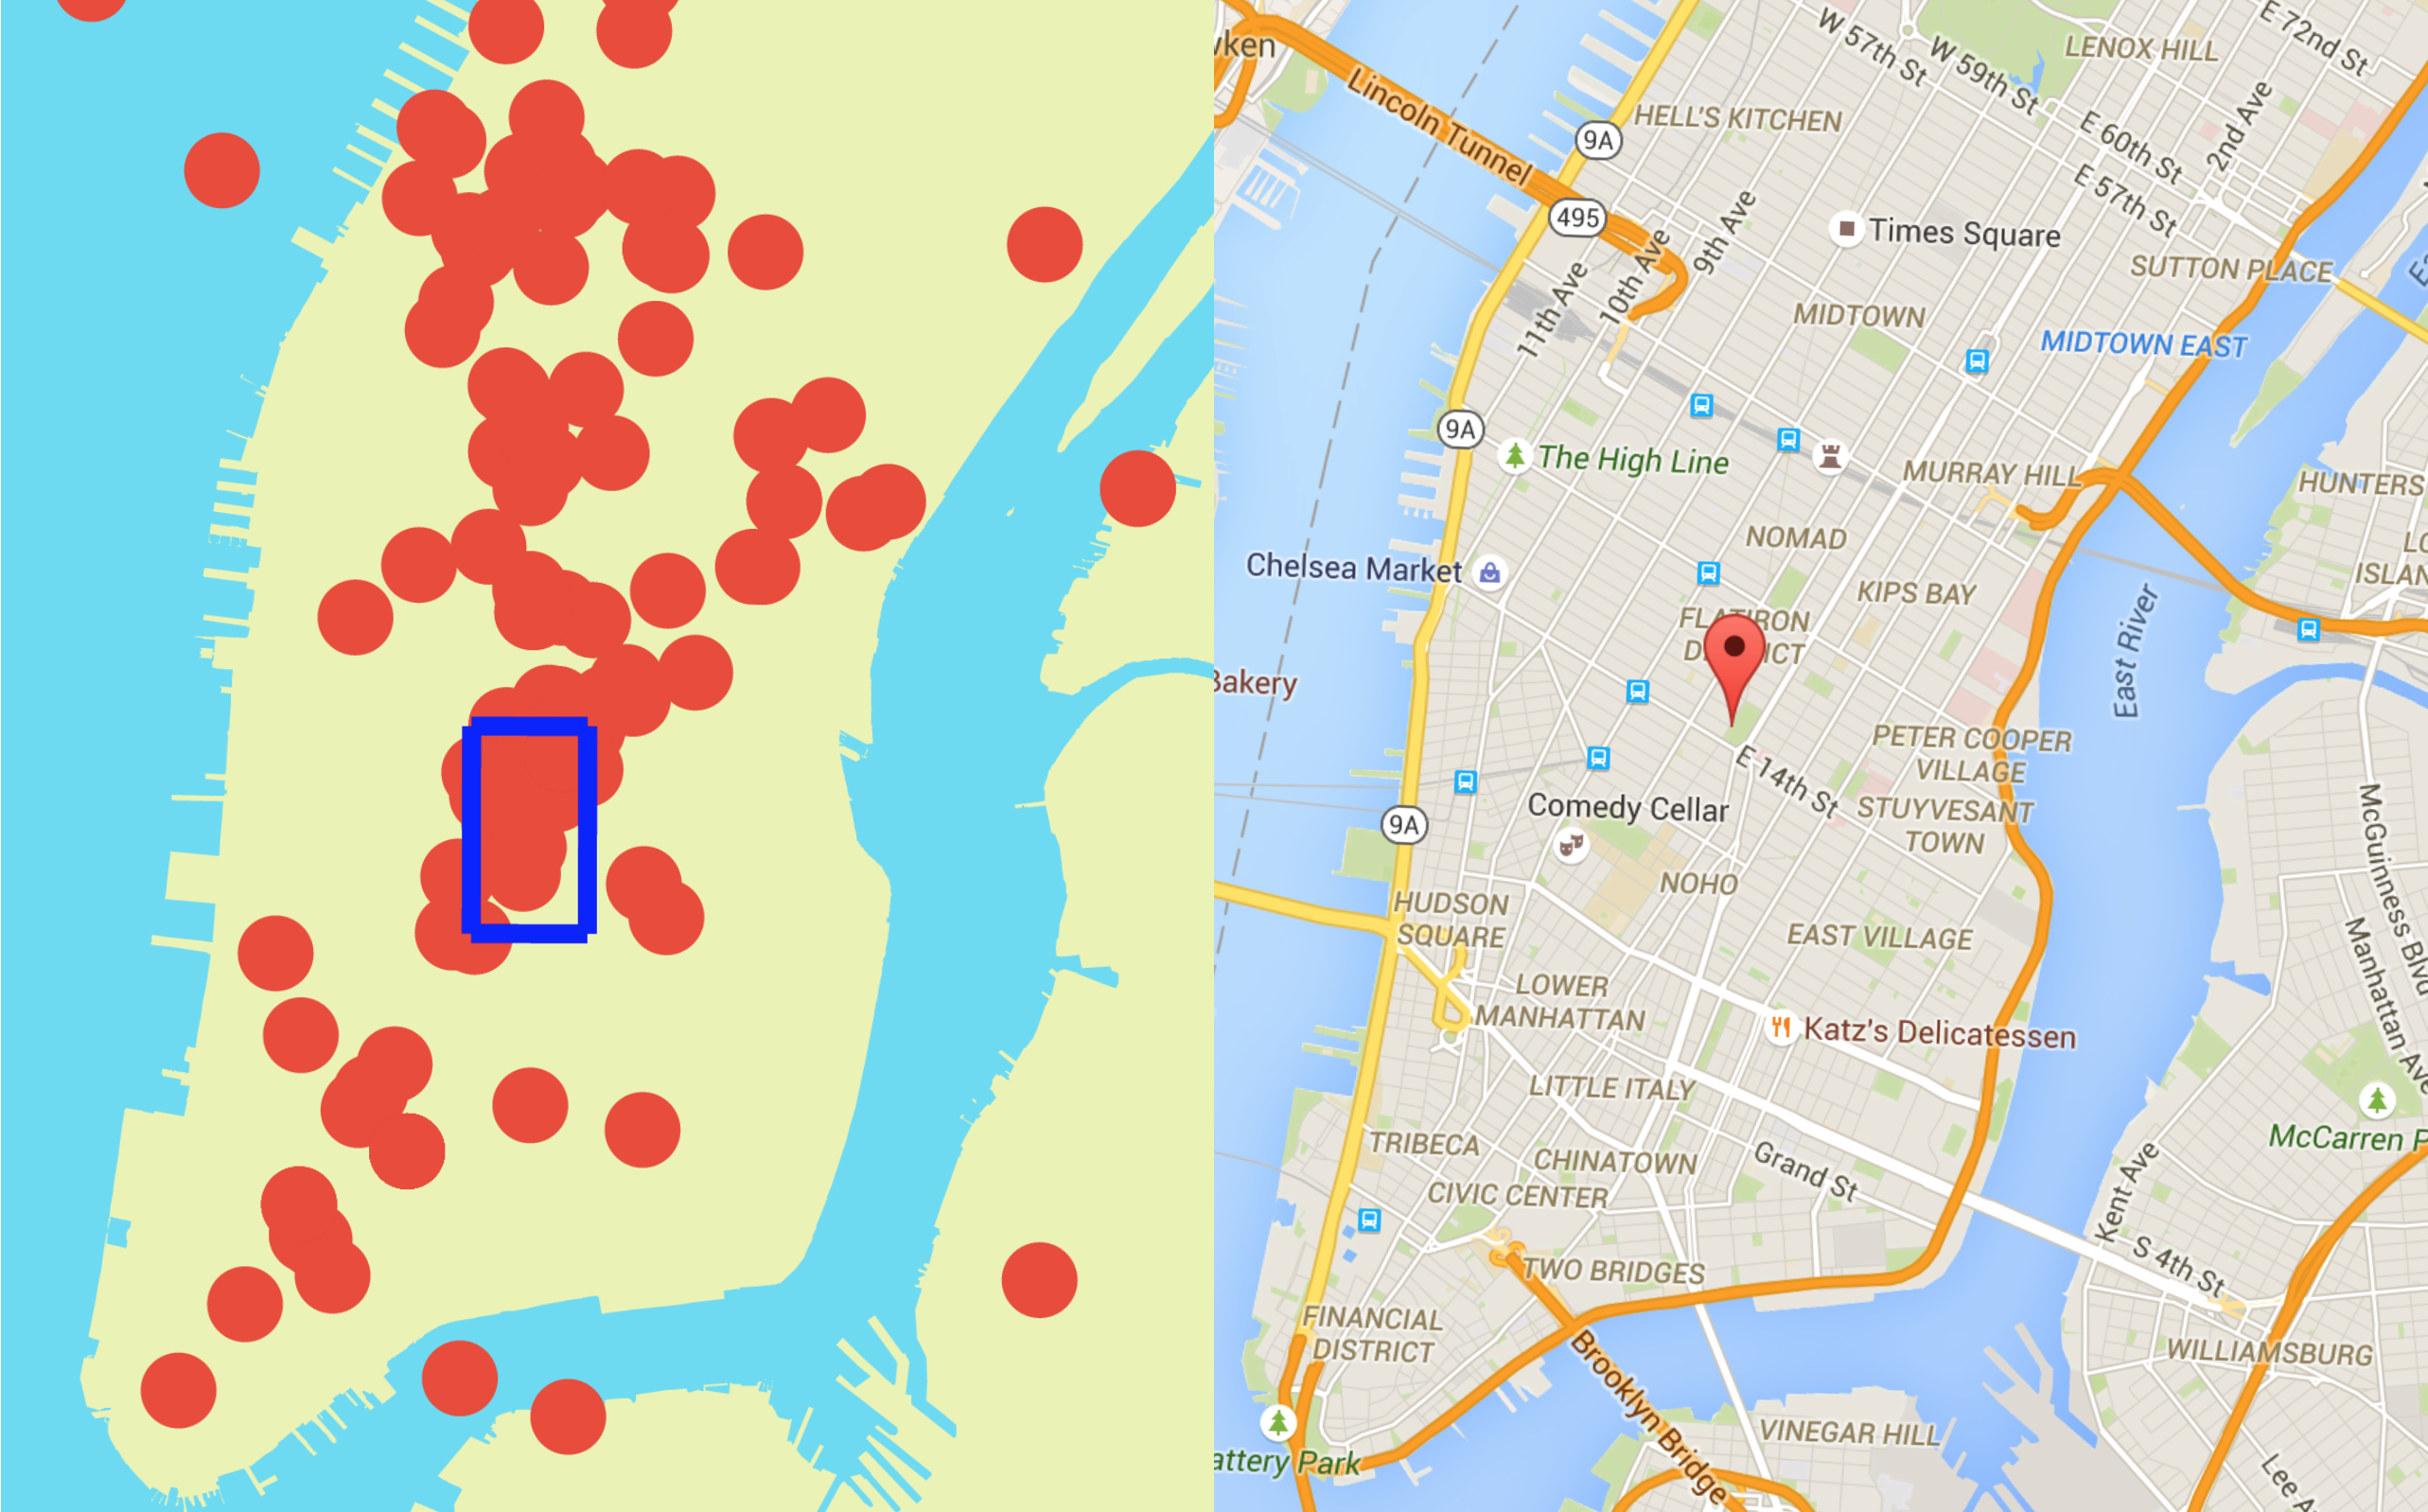 wken
W 57th St
W 59th St
LENOX HILL
E 72nd St
Lincoln Tunnel
9A
HELL'S KITCHEN
E 60th St
2nd Ave
E 57th St
495
9th Ave
10th Ave
11th Ave
Times Square
SUTTON PLACE
MIDTOWN
MIDTOWN EAST
9A
The High Line
MURRAY HILL
HUNTERS
NOMAD
Chelsea Market
KIPS BAY
LO
ISLAN
FLATIRON
DISTRICT
East River
Bakery
PETER COOPER
VILLAGE
E 14th St
STUYVESANT
TOWN
Comedy Cellar
9A
McGuinness Blvd
NOHO
HUDSON
SQUARE
EAST VILLAGE
Manhattan Ave
LOWER
MANHATTAN
Katz's Delicatessen
LITTLE ITALY
McCarren P
TRIBECA
CHINATOWN
Grand St
Kent Ave
CIVIC CENTER
S 4th St
TWO BRIDGES
FINANCIAL
DISTRICT
Brooklyn Bridge
WILLIAMSBURG
VINEGAR HILL
attery Park
Lee A